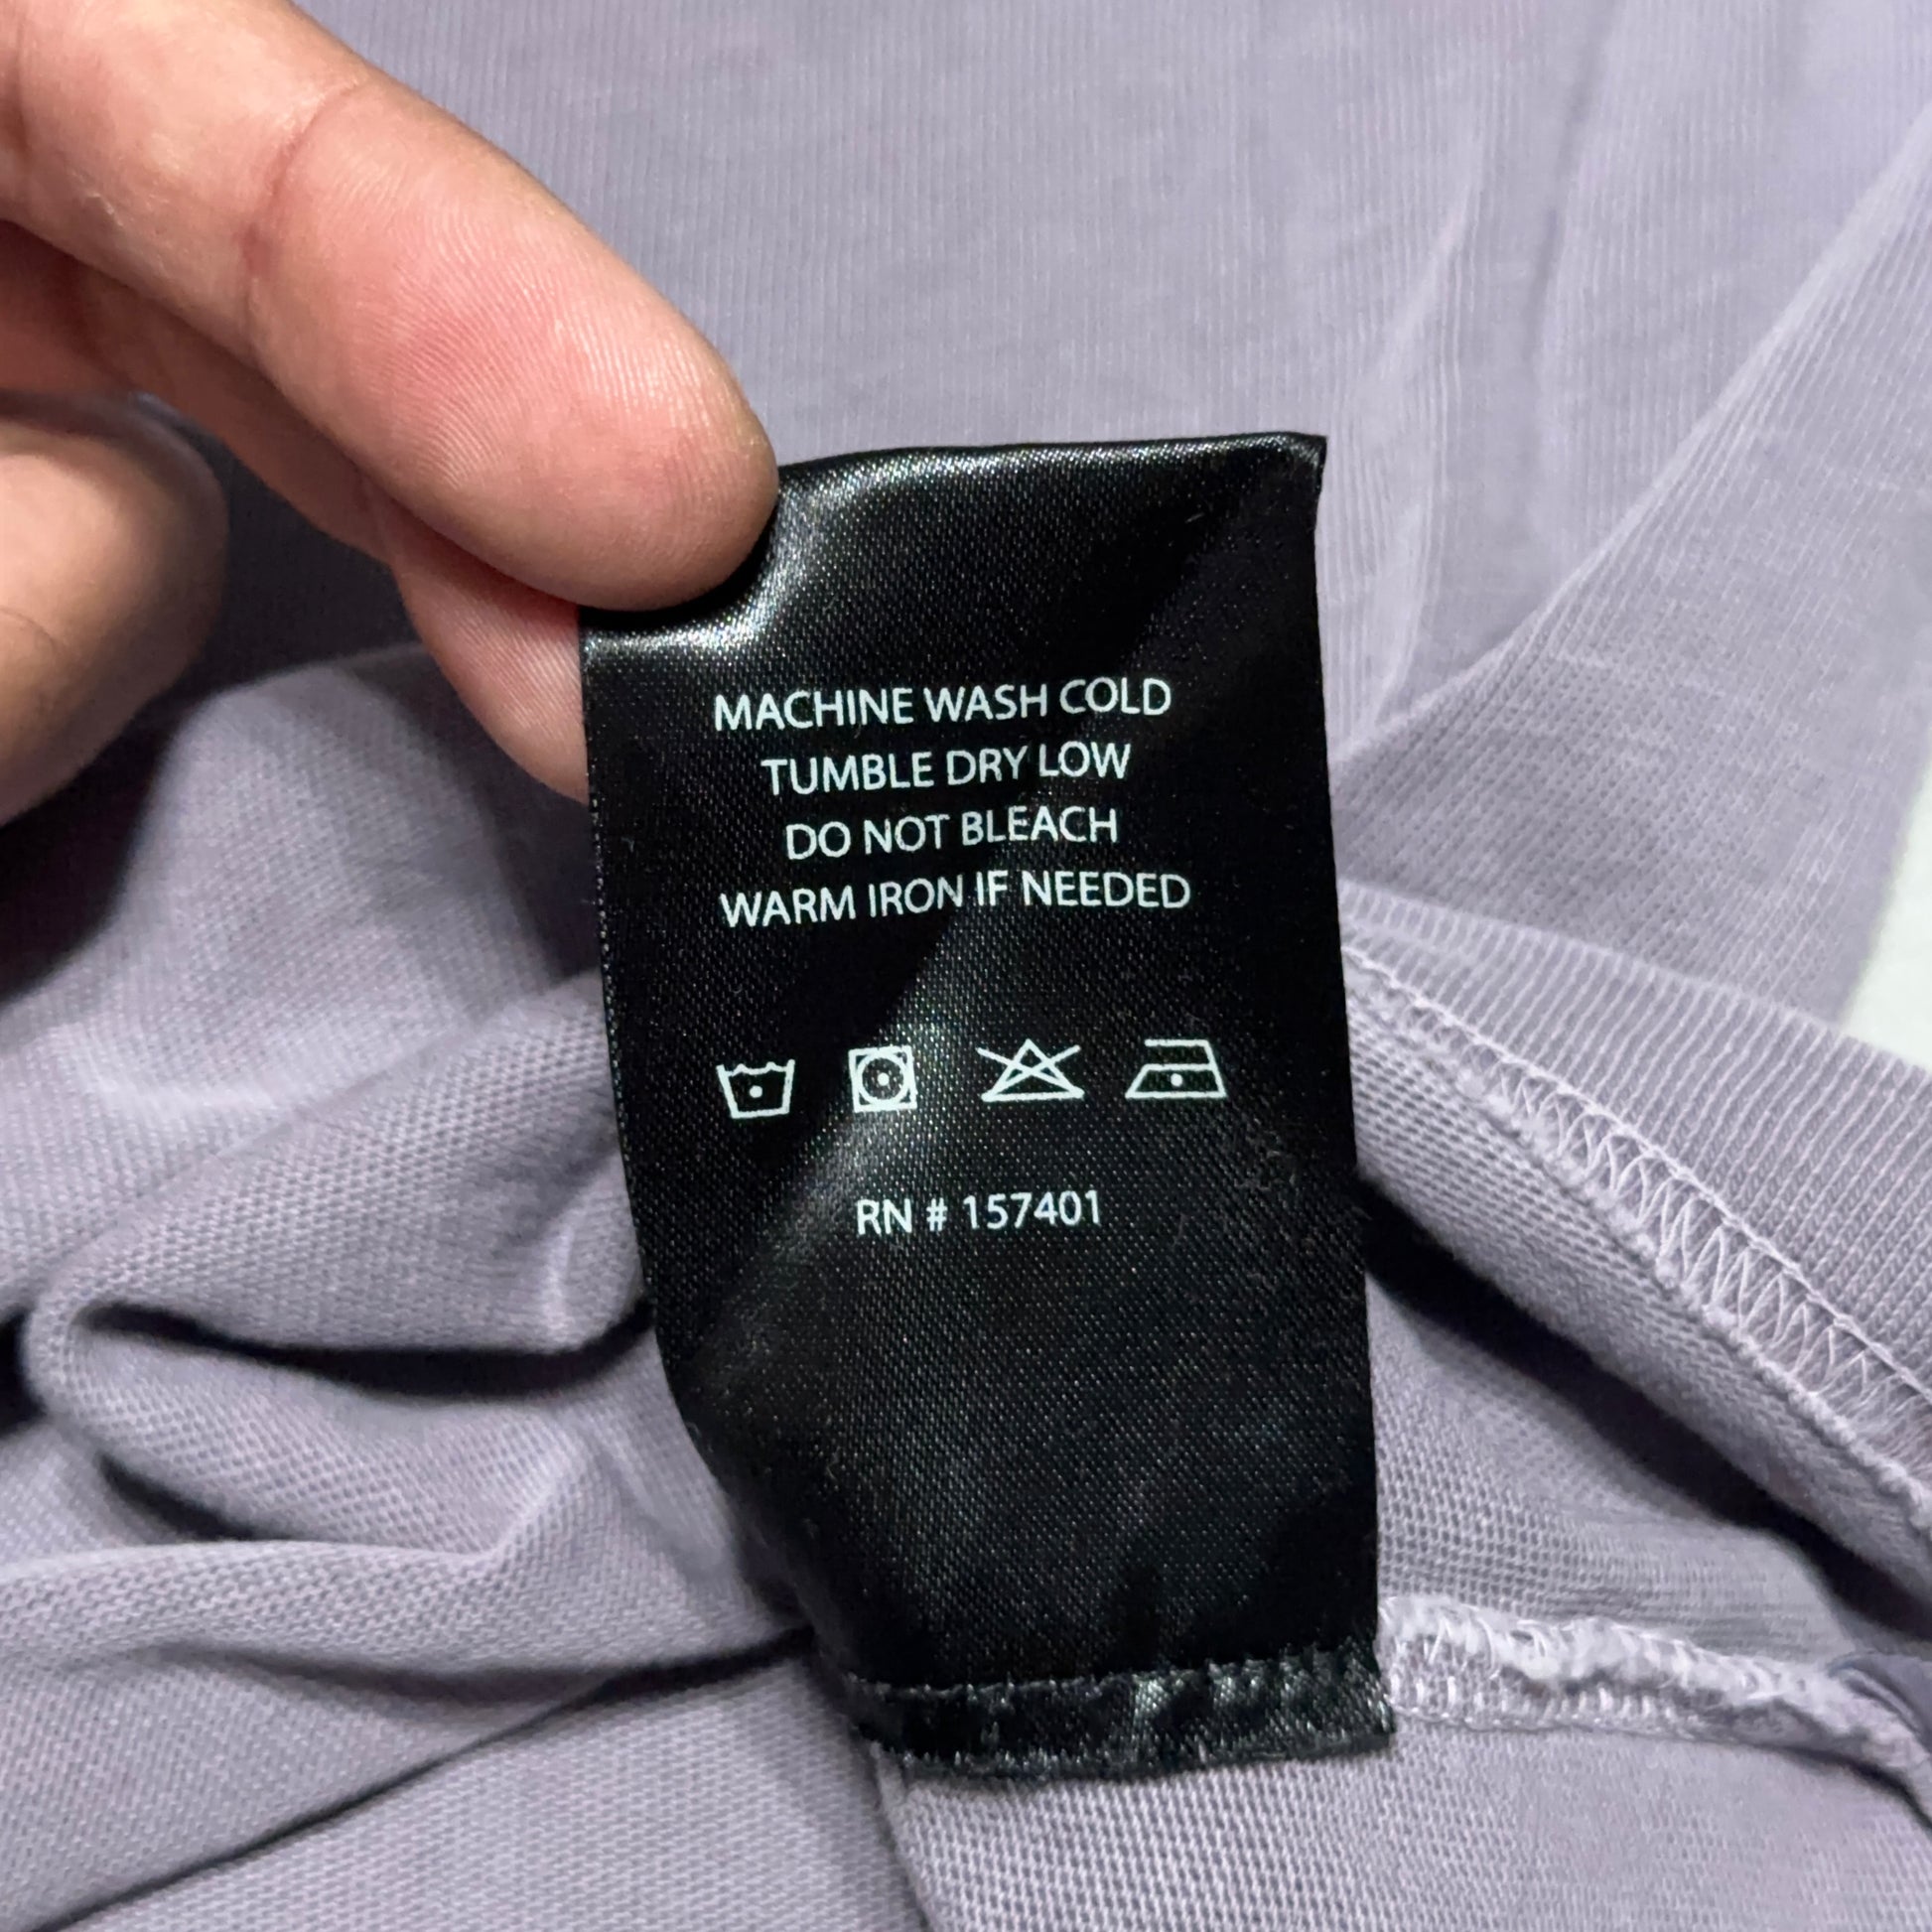 MACHINE WASH COLD
TUMBLE DRY LOW
DO NOT BLEACH
WARM IRON IF NEEDED
RN # 157401